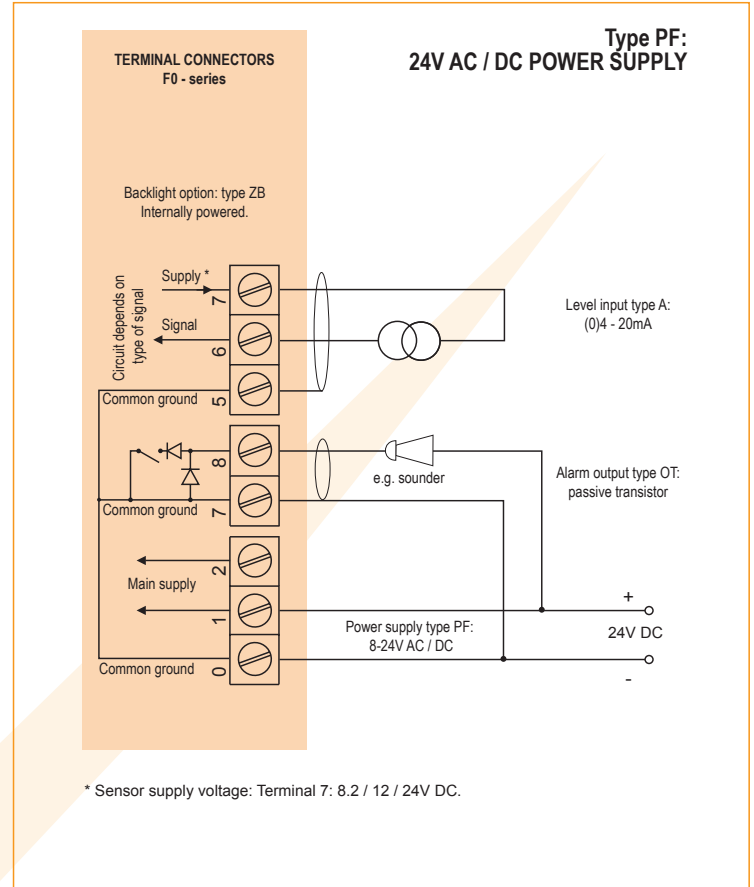 Type PF:
24V AC / DC POWER SUPPLY
TERMINAL CONNECTORS
F0 - series
Backlight option: type ZB
Internally powered.
Circuit depends on
type of signal
Supply *
7
Signal
6
Common ground
5
Level input type A:
(0)4 - 20mA
8
e.g. sounder
Alarm output type OT:
passive transistor
Common ground
7
2
Main supply
1
Power supply type PF:
8-24V AC / DC
+
24V DC
-
Common ground
0
* Sensor supply voltage: Terminal 7: 8.2 / 12 / 24V DC.